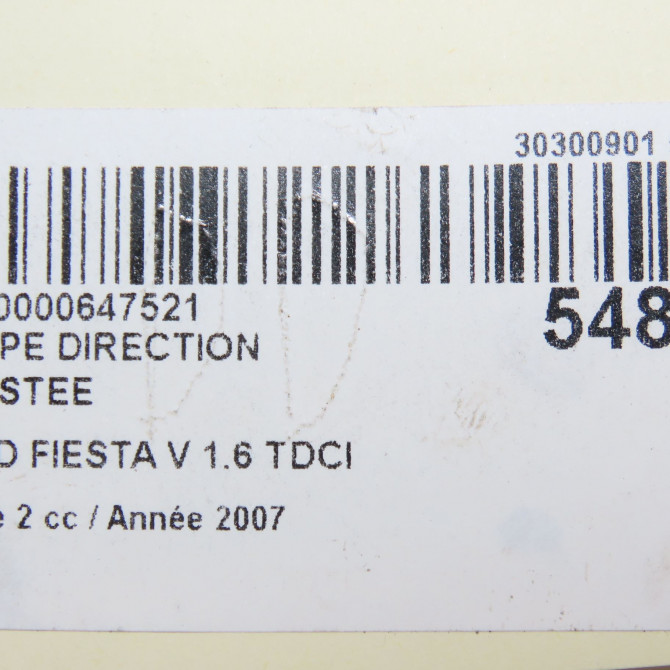 30300901
0000647521
548
PE DIRECTION
STEE
D FIESTA V 1.6 TDCI
e 2 cc / Année 2007